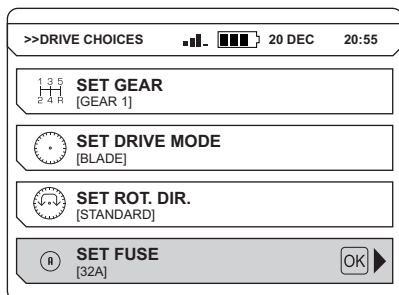 >>DRIVE CHOICES 20 DEC 20:55
1 3 5
2 4 R
SET GEAR
[GEAR 1]
SET DRIVE MODE
[BLADE]
SET ROT. DIR.
[STANDARD]
A
SET FUSE
[32A]
OK